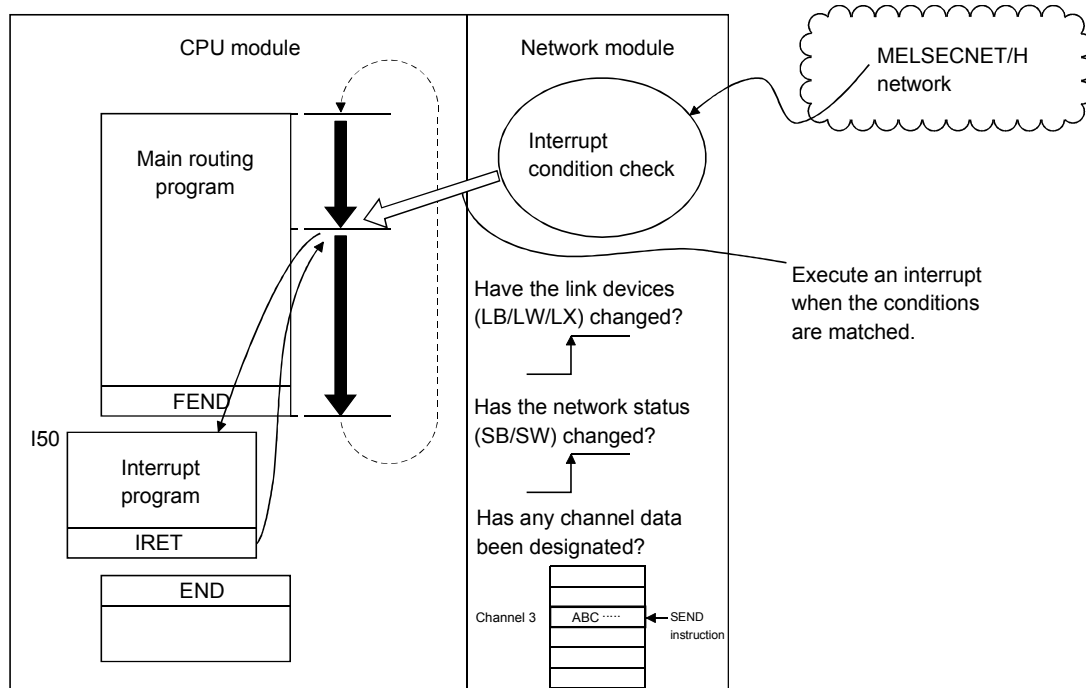 CPU module
Main routing
program
FEND
I50
Interrupt
program
IRET
END
Network module
Interrupt
condition check
Have the link devices
(LB/LW/LX) changed?
Has the network status
(SB/SW) changed?
Has any channel data
been designated?
Channel 3
ABC ·····
SEND
instruction
MELSECNET/H
network
Execute an interrupt
when the conditions
are matched.